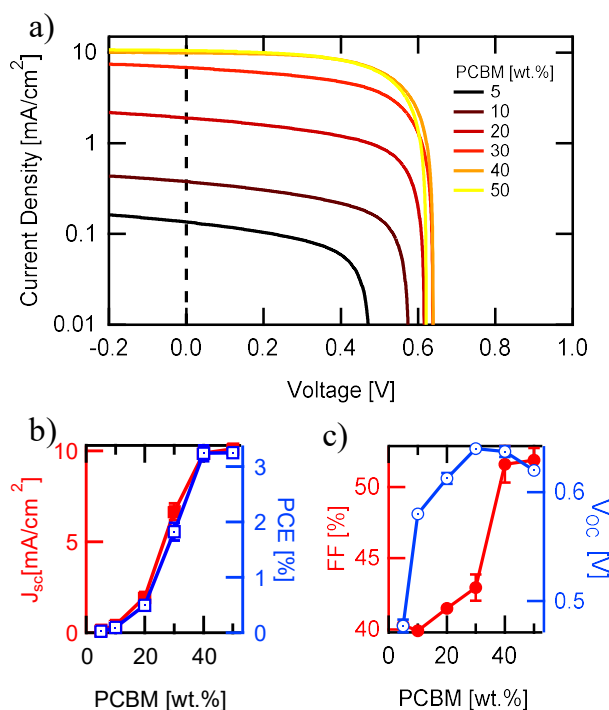 a)
Current Density [mA/cm²]
10
1
0.1
0.01
PCBM [wt.%]
5
10
20
30
40
50
-0.2 0.0 0.2 0.4 0.6 0.8 1.0
Voltage [V]
b)
Jsc[mA/cm²]
10
5
0
3
2
1
0
PCE [%]
0 20 40
PCBM [wt.%]
c)
FF [%]
50
45
40
0.6
0.5
VOC [V]
0 20 40
PCBM [wt.%]